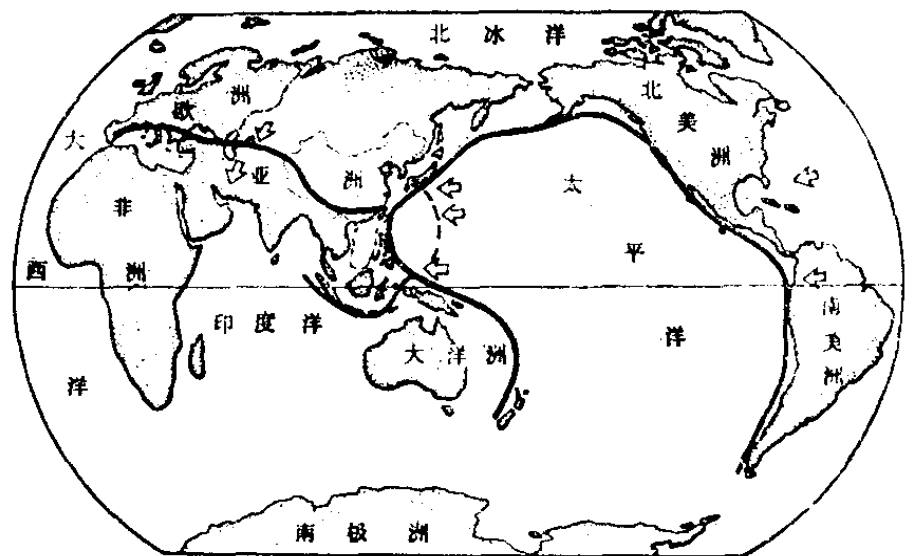 北冰洋
欧洲
北美洲
大西洋
亚洲
太平洋
非洲
印度洋
大洋洲
南美洲
南极洲